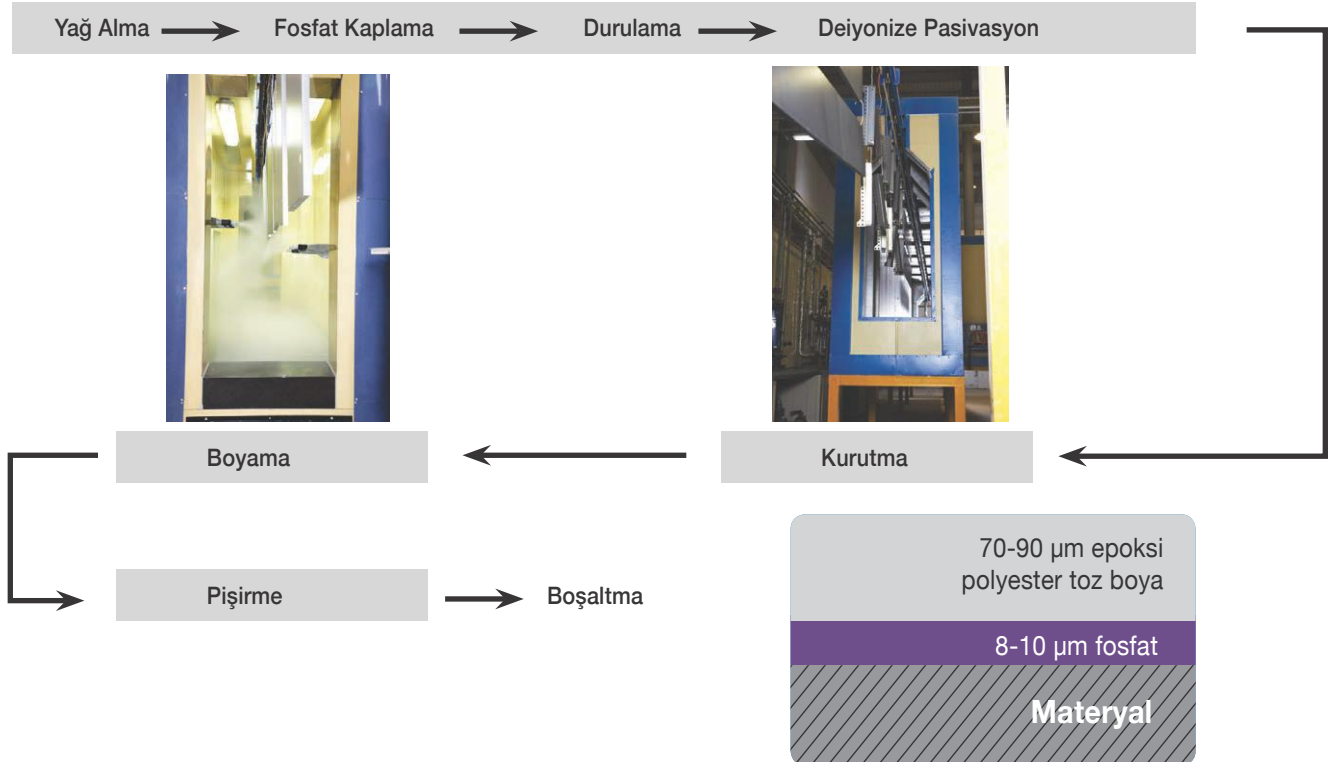 Yağ Alma
Fosfat Kaplama
Durulama
Deiyonize Pasivasyon
Kurutma
Boyama
Pişirme
Boşaltma
70-90 µm epoksi
polyester toz boya
8-10 µm fosfat
Materyal